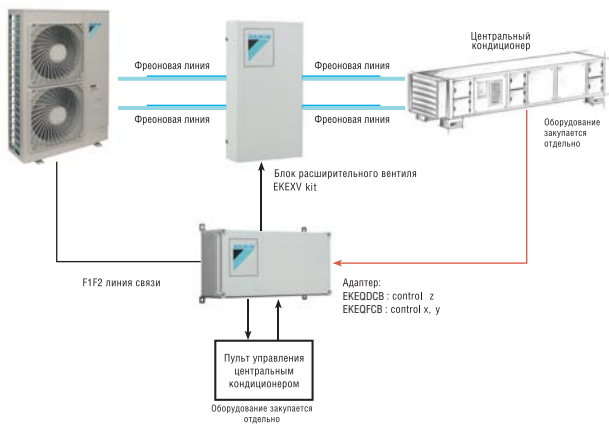 DAIKIN
Центральный
кондиционер
Фреоновая линия
Фреоновая линия
Фреоновая линия
Фреоновая линия
Оборудование
закупается
отдельно
Блок расширительного вентиля
EKEXV kit
F1F2 линия связи
Адаптер:
EKEQDCB : control z
EKEQFCB : control x, y
Пульт управления
центральным
кондиционером
Оборудование закупается
отдельно